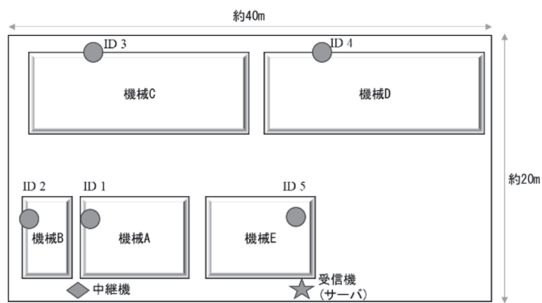 約40m
ID 3
ID 4
機械C
機械D
約20m
ID 2
ID 1
ID 5
機械B
機械A
機械E
中継機
受信機
(サーバ)